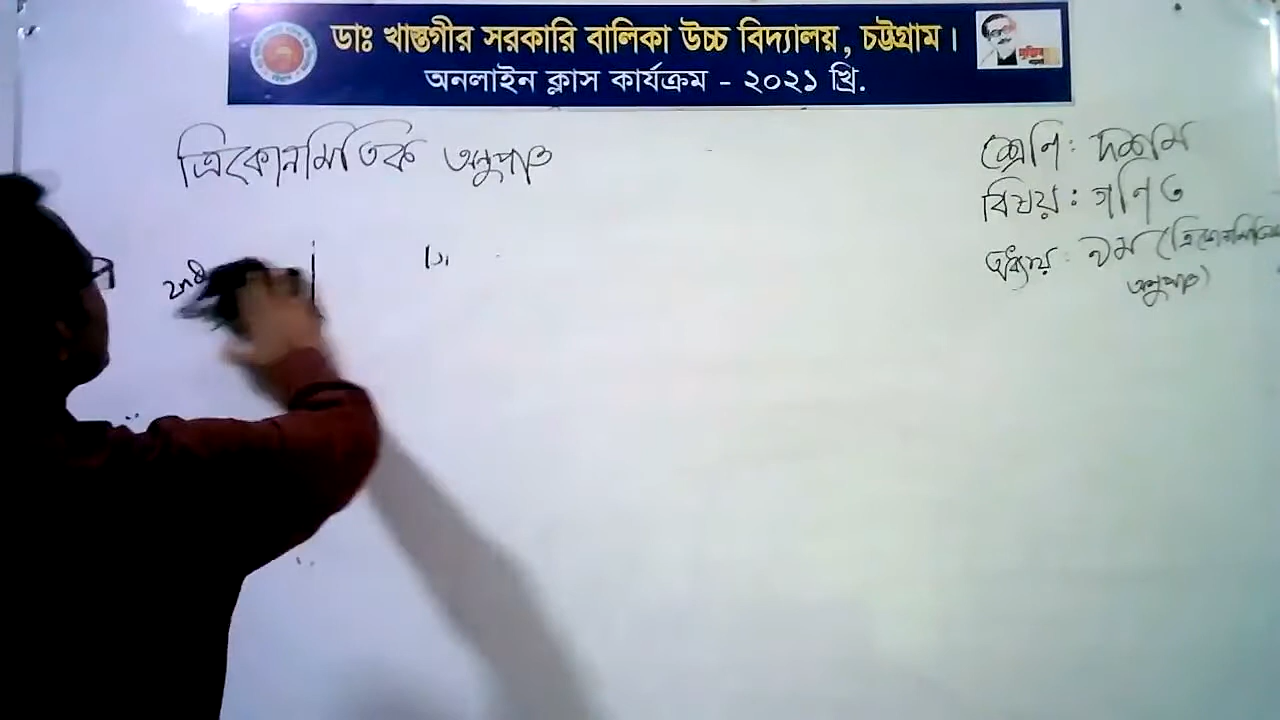 ডাঃ খাস্তগীর সরকারি বালিকা উচ্চ বিদ্যালয়, চট্টগ্রাম।
অনলাইন ক্লাস কার্যক্রম - ২০২১ খ্রি.
ত্রিকোনমিতিক অনুপাত
শ্রেণি: দশম
বিষয়: গণিত
অধ্যায়: ৯ম (ত্রিকোনমিতিক
অনুপাত)